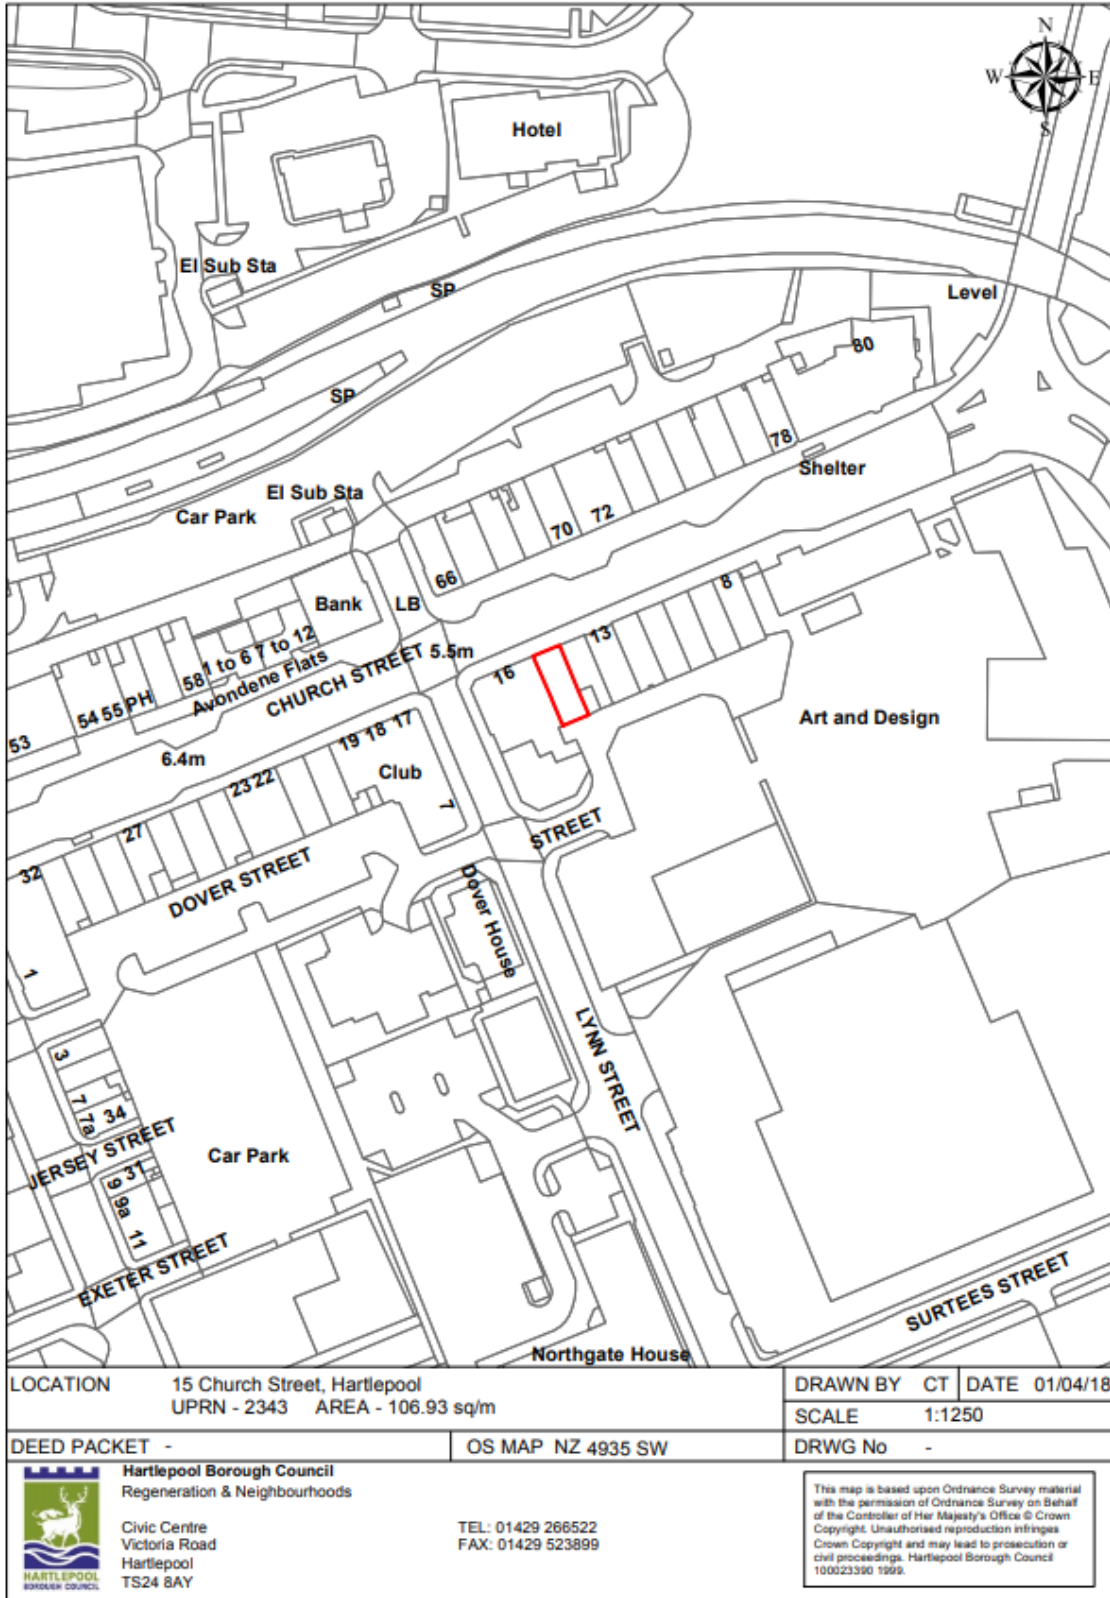 N
W E
S
Hotel
El Sub Sta
SP
Level
80
SP
78
Shelter
El Sub Sta
Car Park
70 72
66
Bank
LB
8
13
1 to 6 7 to 12
5.5m
16
58
Avondene Flats
CHURCH STREET
54 55 PH
53
Art and Design
6.4m
19 18 17
Club
23 22
7
27
STREET
32
DOVER STREET
Dover House
1
LYNN STREET
3
7
7a
34
JERSEY STREET
Car Park
31
9
9a
11
EXETER STREET
SURTEES STREET
Northgate House
LOCATION 15 Church Street, Hartlepool
UPRN - 2343 AREA - 106.93 sq/m
DRAWN BY CT DATE 01/04/18
SCALE 1:1250
DEED PACKET - OS MAP NZ 4935 SW DRWG No -
HARTLEPOOL
BOROUGH COUNCIL
Hartlepool Borough Council
Regeneration & Neighbourhoods
Civic Centre
Victoria Road
Hartlepool
TS24 8AY
TEL: 01429 266522
FAX: 01429 523899
This map is based upon Ordnance Survey material
with the permission of Ordnance Survey on Behalf
of the Controller of Her Majesty's Office © Crown
Copyright. Unauthorised reproduction infringes
Crown Copyright and may lead to prosecution or
civil proceedings. Hartlepool Borough Council
100023390 1999.